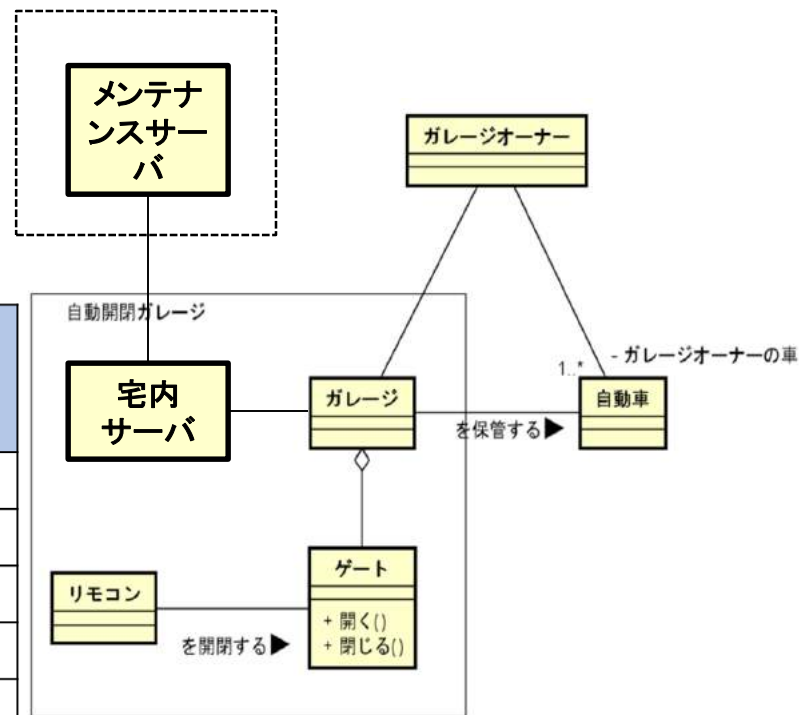 メンテナ
ンスサー
バ
ガレージオーナー
自動開閉ガレージ
- ガレージオーナーの車
1..*
宅内
サーバ
ガレージ
自動車
を保管する▶
ゲート
リモコン
+ 開く()
+ 閉じる()
を開閉する▶